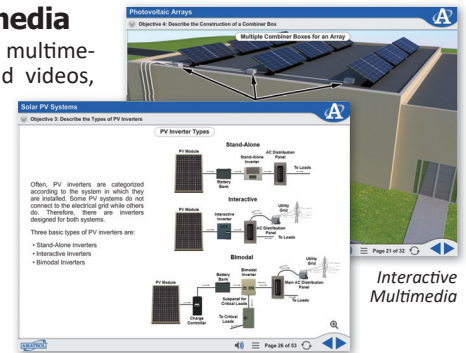 nedia
multime-
d videos,
Photovoltaic Arrays
Objective 4: Describe the Construction of a Combiner Box
Multiple Combiner Boxes for an Array
A
Page 21 of 32
Interactive
Multimedia
Solar PV Systems
Objective 3: Describe the Types of PV Inverters
A
PV Inverter Types
Often, PV inverters are categorized
according to the system in which they
are installed. Some PV systems do not
connect to the electrical grid while others
do. Therefore, there are inverters
designed for both systems.
Three basic types of PV inverters are:
• Stand-Alone Inverters
• Interactive Inverters
• Bimodal Inverters
Stand-Alone
PV Module
Battery
Bank
Stand-Alone
Inverter
AC Distribution
Panel
To Loads
Interactive
PV Module
Interactive
Inverter
AC Distribution
Panel
Utility
Grid
To Loads
Bimodal
PV Module
Charge
Controller
Battery
Bank
Bimodal
Inverter
Subpanel for
Critical Loads
To Critical
Loads
Main AC Distribution
Panel
Utility
Grid
To Loads
AMATROL
Page 26 of 53